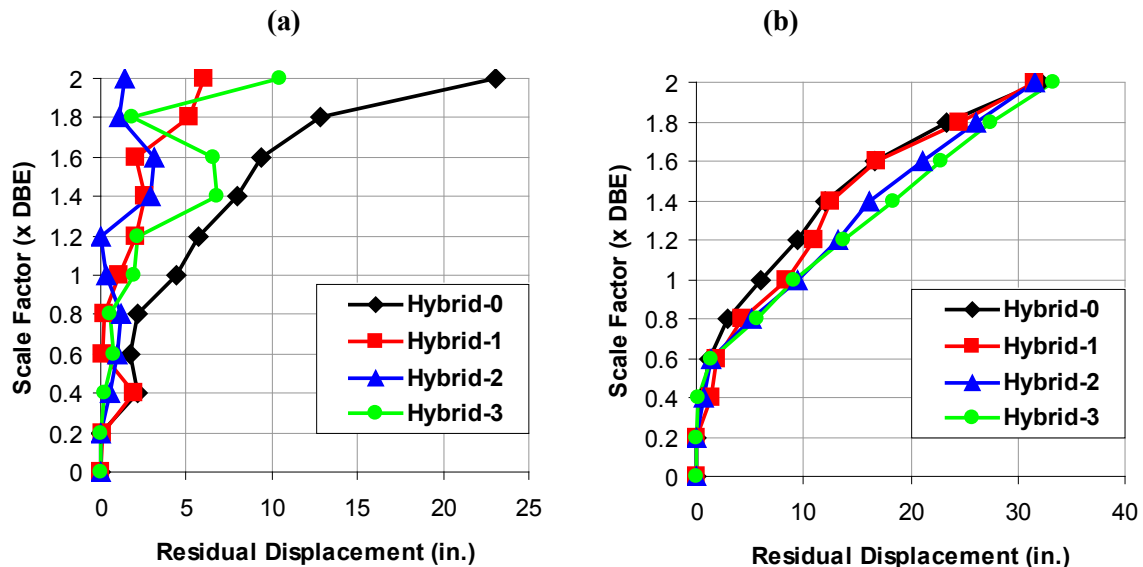 (a)
2
1.8
1.6
1.4
1.2
1
0.8
0.6
0.4
0.2
0
0 5 10 15 20 25
Scale Factor (x DBE)
Residual Displacement (in.)
Hybrid-0
Hybrid-1
Hybrid-2
Hybrid-3
(b)
2
1.8
1.6
1.4
1.2
1
0.8
0.6
0.4
0.2
0
0 10 20 30 40
Scale Factor (x DBE)
Residual Displacement (in.)
Hybrid-0
Hybrid-1
Hybrid-2
Hybrid-3